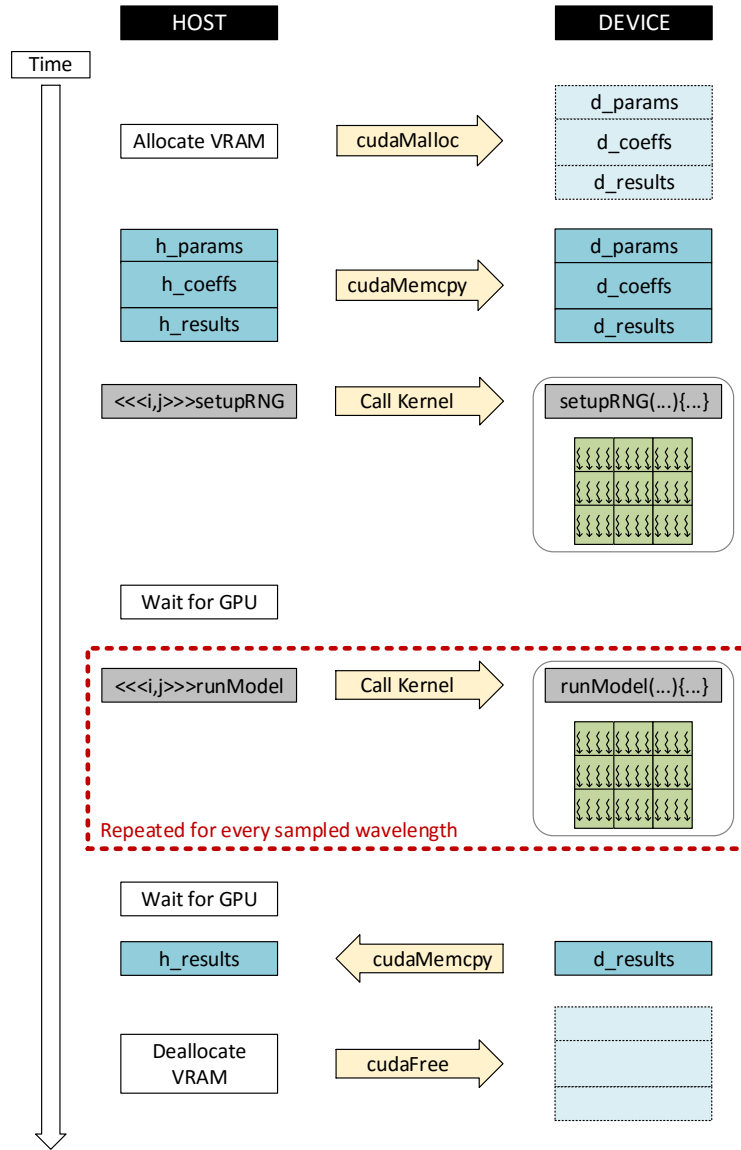 HOST
DEVICE
Time
d_params
Allocate VRAM
cudaMalloc
d_coeffs
d_results
h_params
d_params
h_coeffs
cudaMemcpy
d_coeffs
h_results
d_results
<<<i,j>>>setupRNG
Call Kernel
setupRNG(...){...}
Wait for GPU
<<<i,j>>>runModel
Call Kernel
runModel(...){...}
Repeated for every sampled wavelength
Wait for GPU
h_results
cudaMemcpy
d_results
Deallocate
VRAM
cudaFree